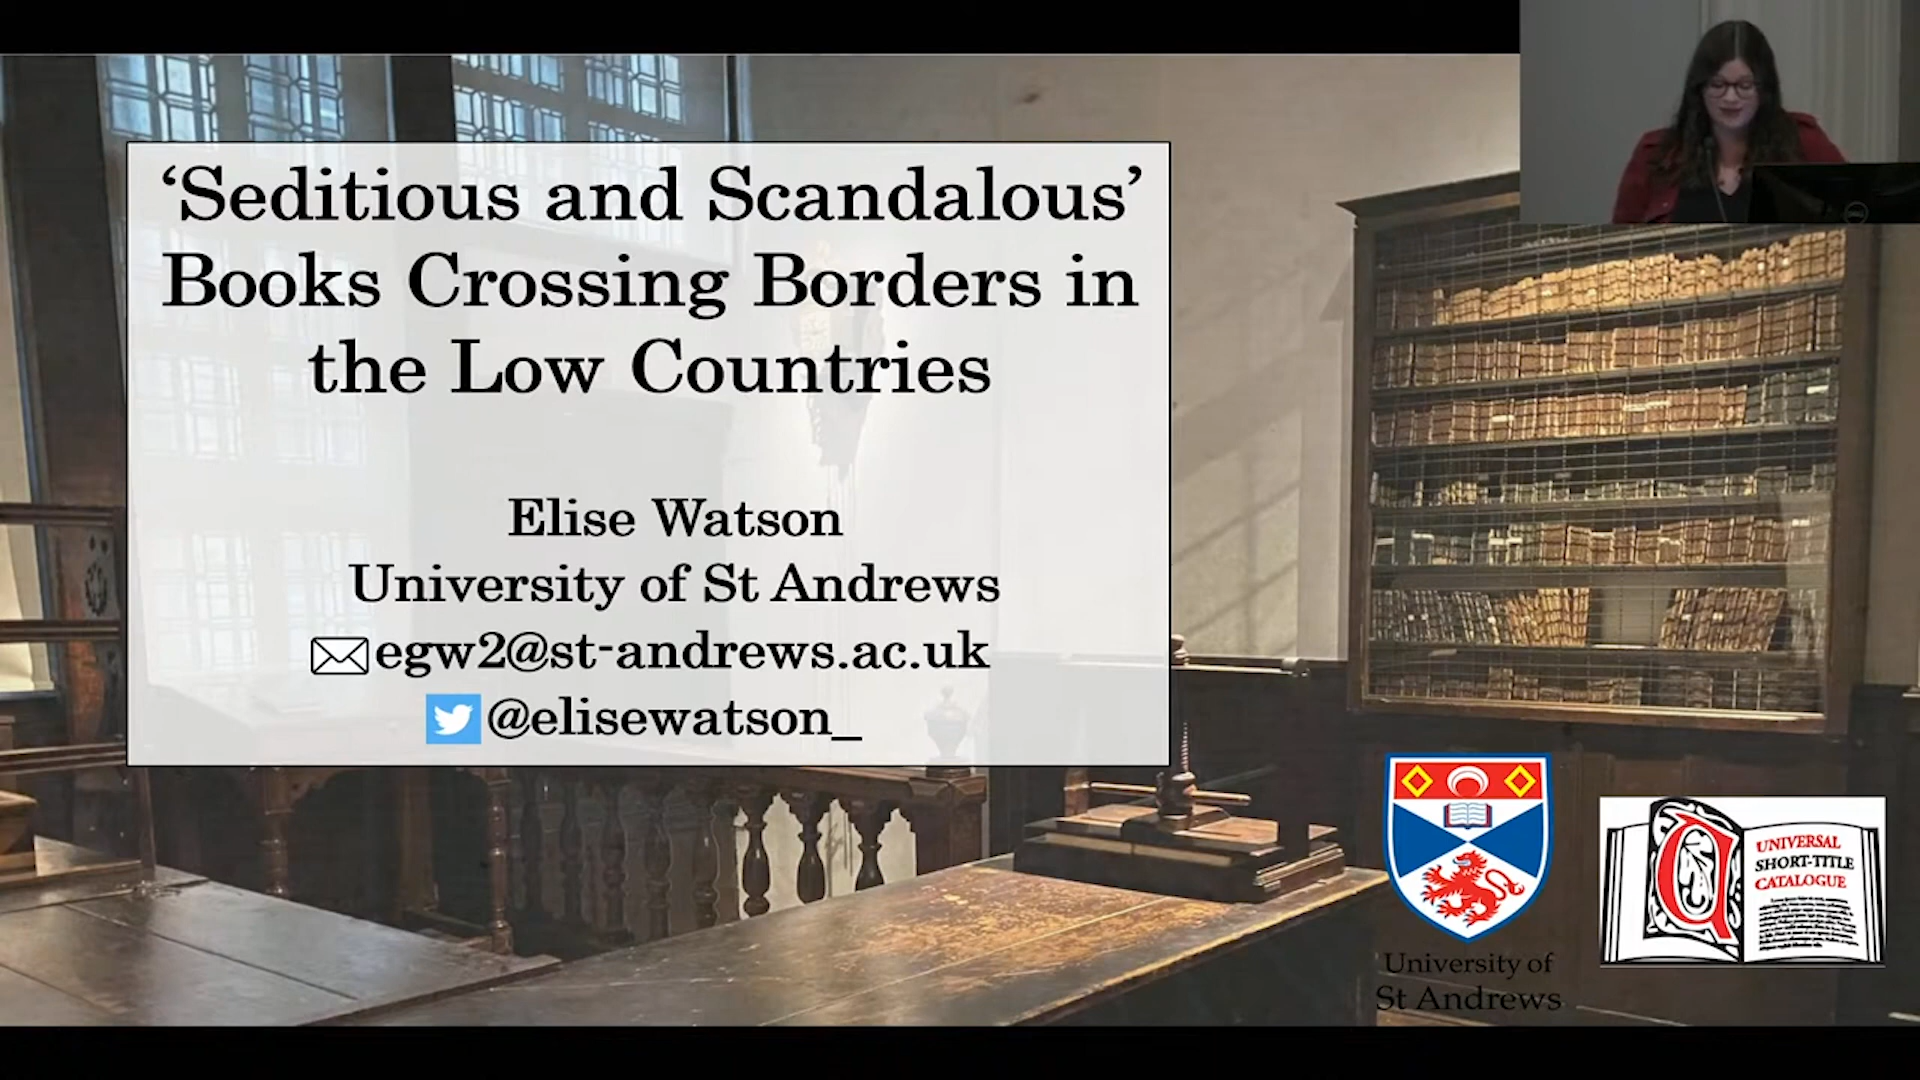 ‘Seditious and Scandalous’
Books Crossing Borders in
the Low Countries
Elise Watson
University of St Andrews
egw2@st-andrews.ac.uk
@elisewatson_
University of
St Andrews
UNIVERSAL
SHORT-TITLE
CATALOGUE